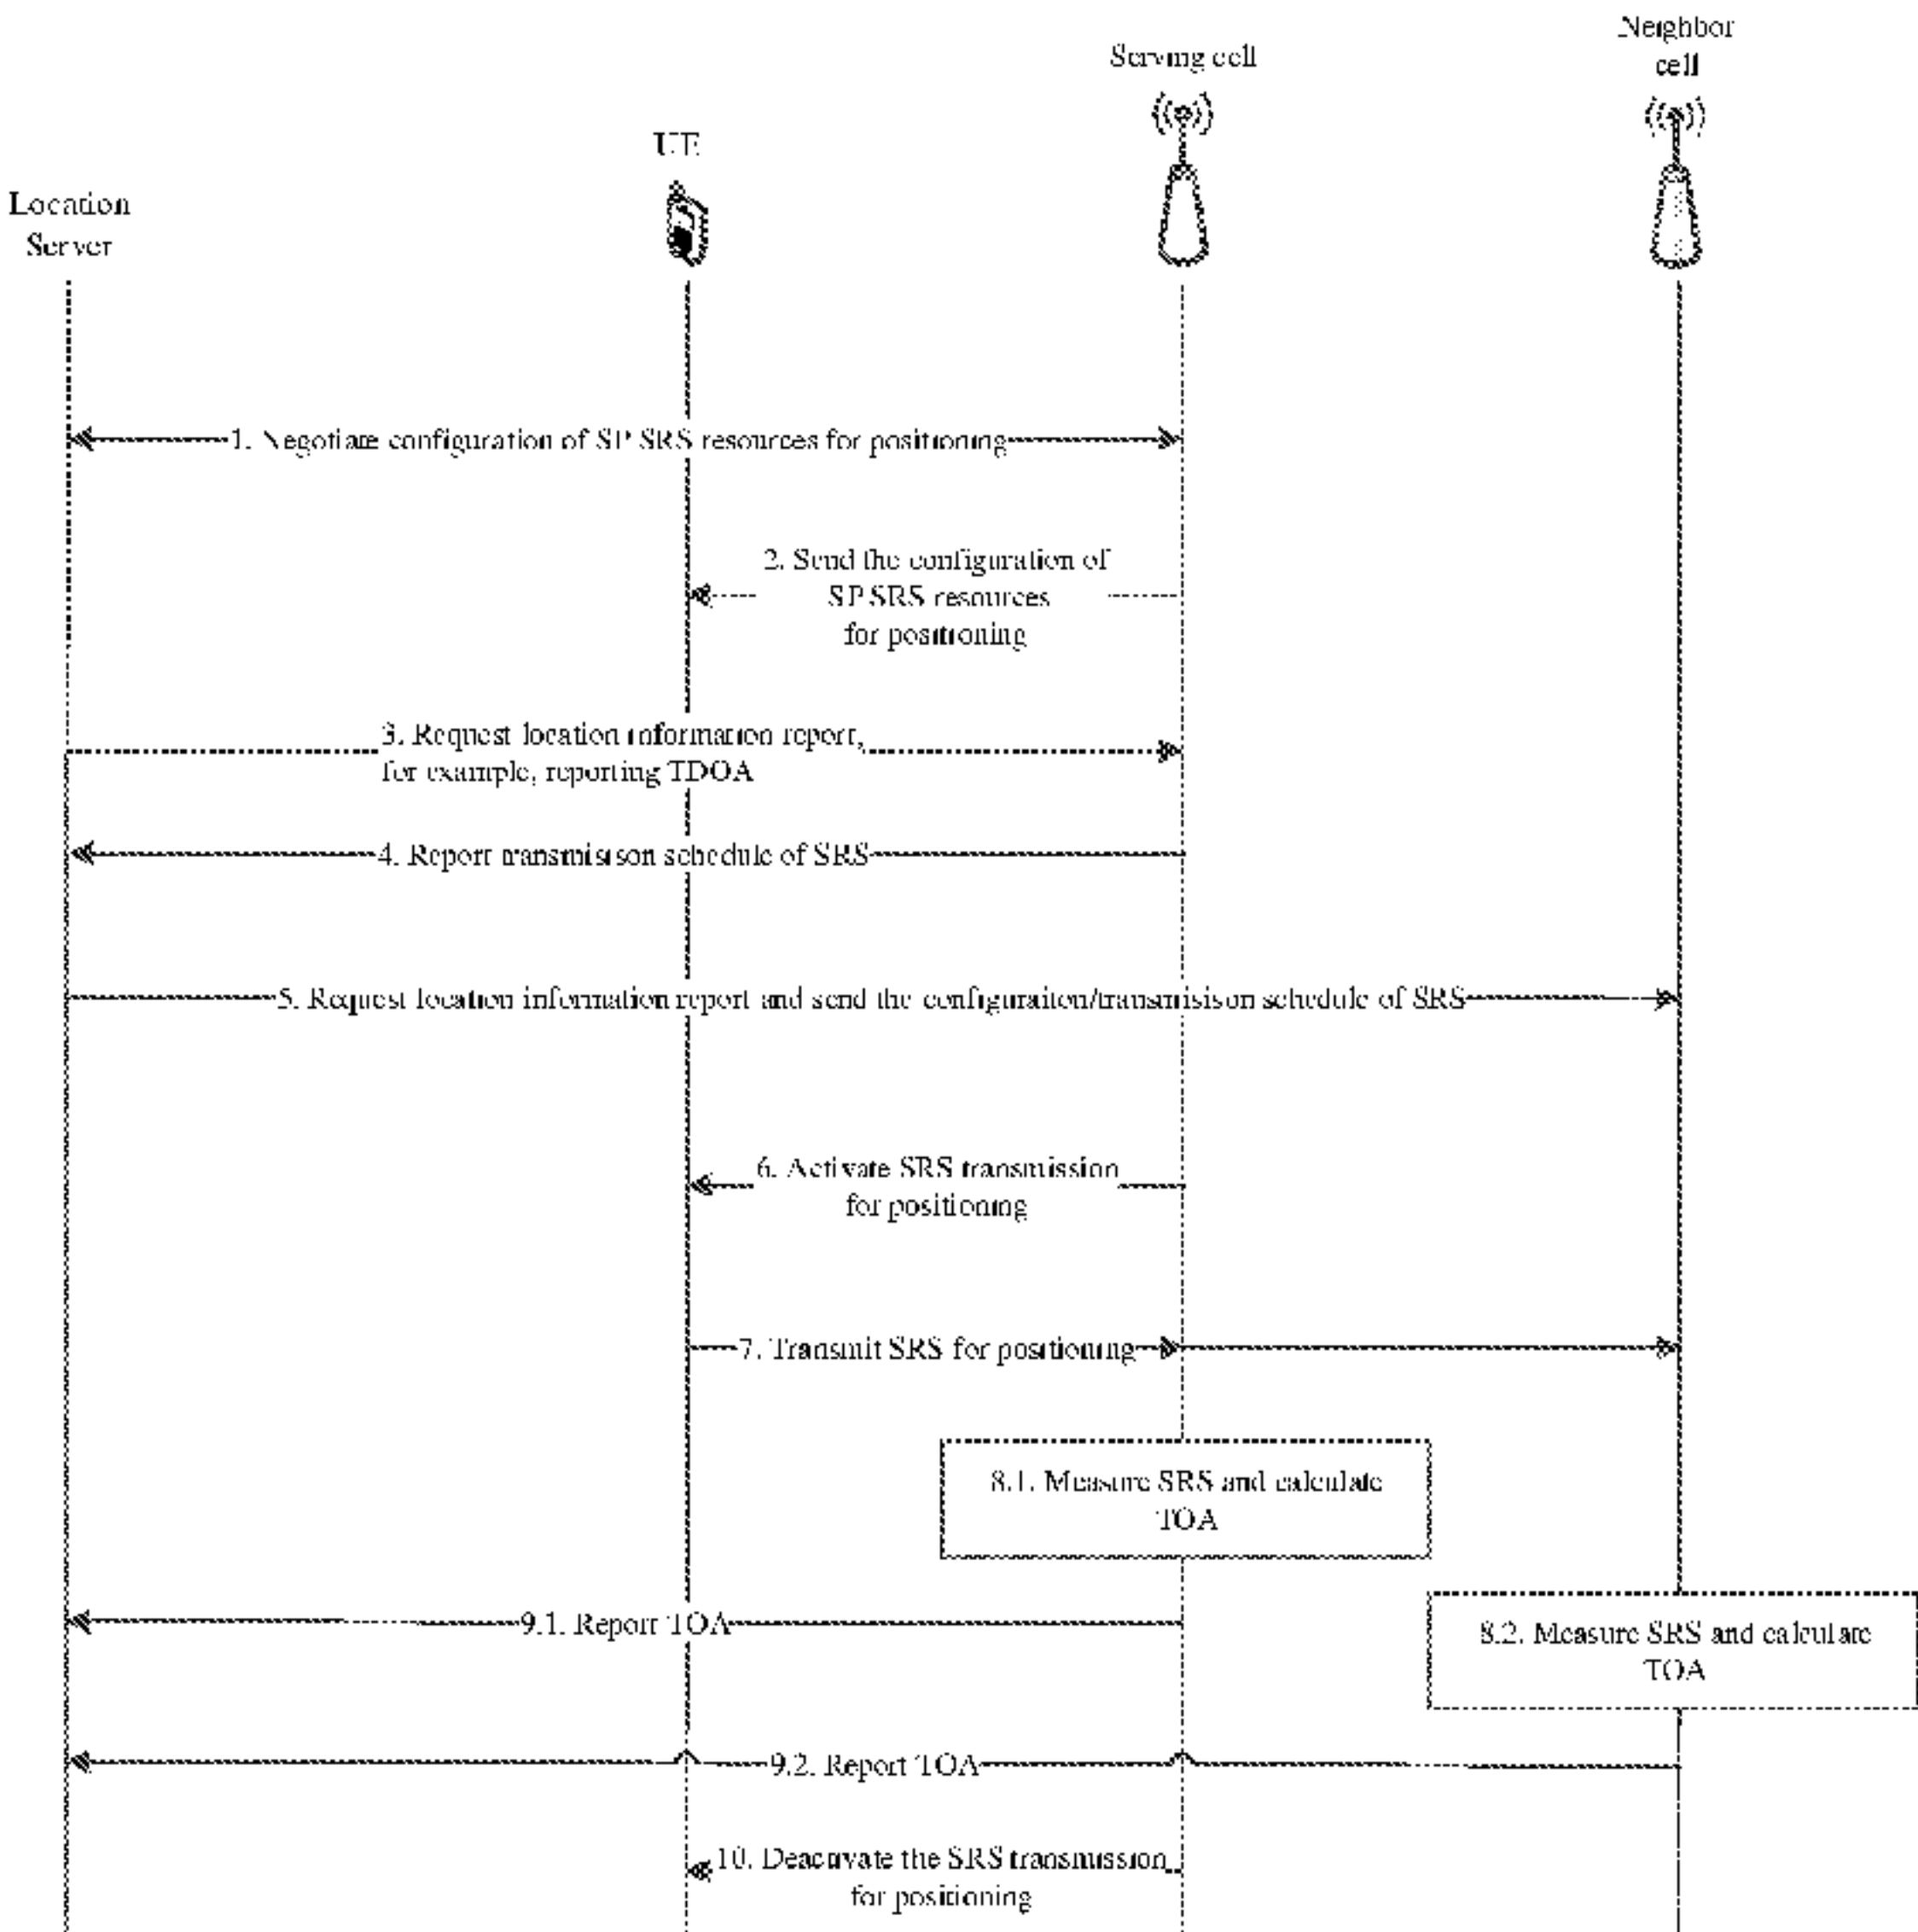 Neighbor
cell
Serving cell
UE
Location
Server
1. Negotiate configuration of SP SRS resources for positioning
2. Send the configuration of
SP SRS resources
for positioning
3. Request location information report,
for example, reporting TDOA
4. Report transmisison schedule of SRS
5. Request location information report and send the configuraiton/transmisison schedule of SRS
6. Activate SRS transmission
for positioning
7. Transmit SRS for positioning
8.1. Measure SRS and calculate
TOA
9.1. Report TOA
8.2. Measure SRS and calculate
TOA
9.2. Report TOA
10. Deactivate the SRS transmission
for positioning